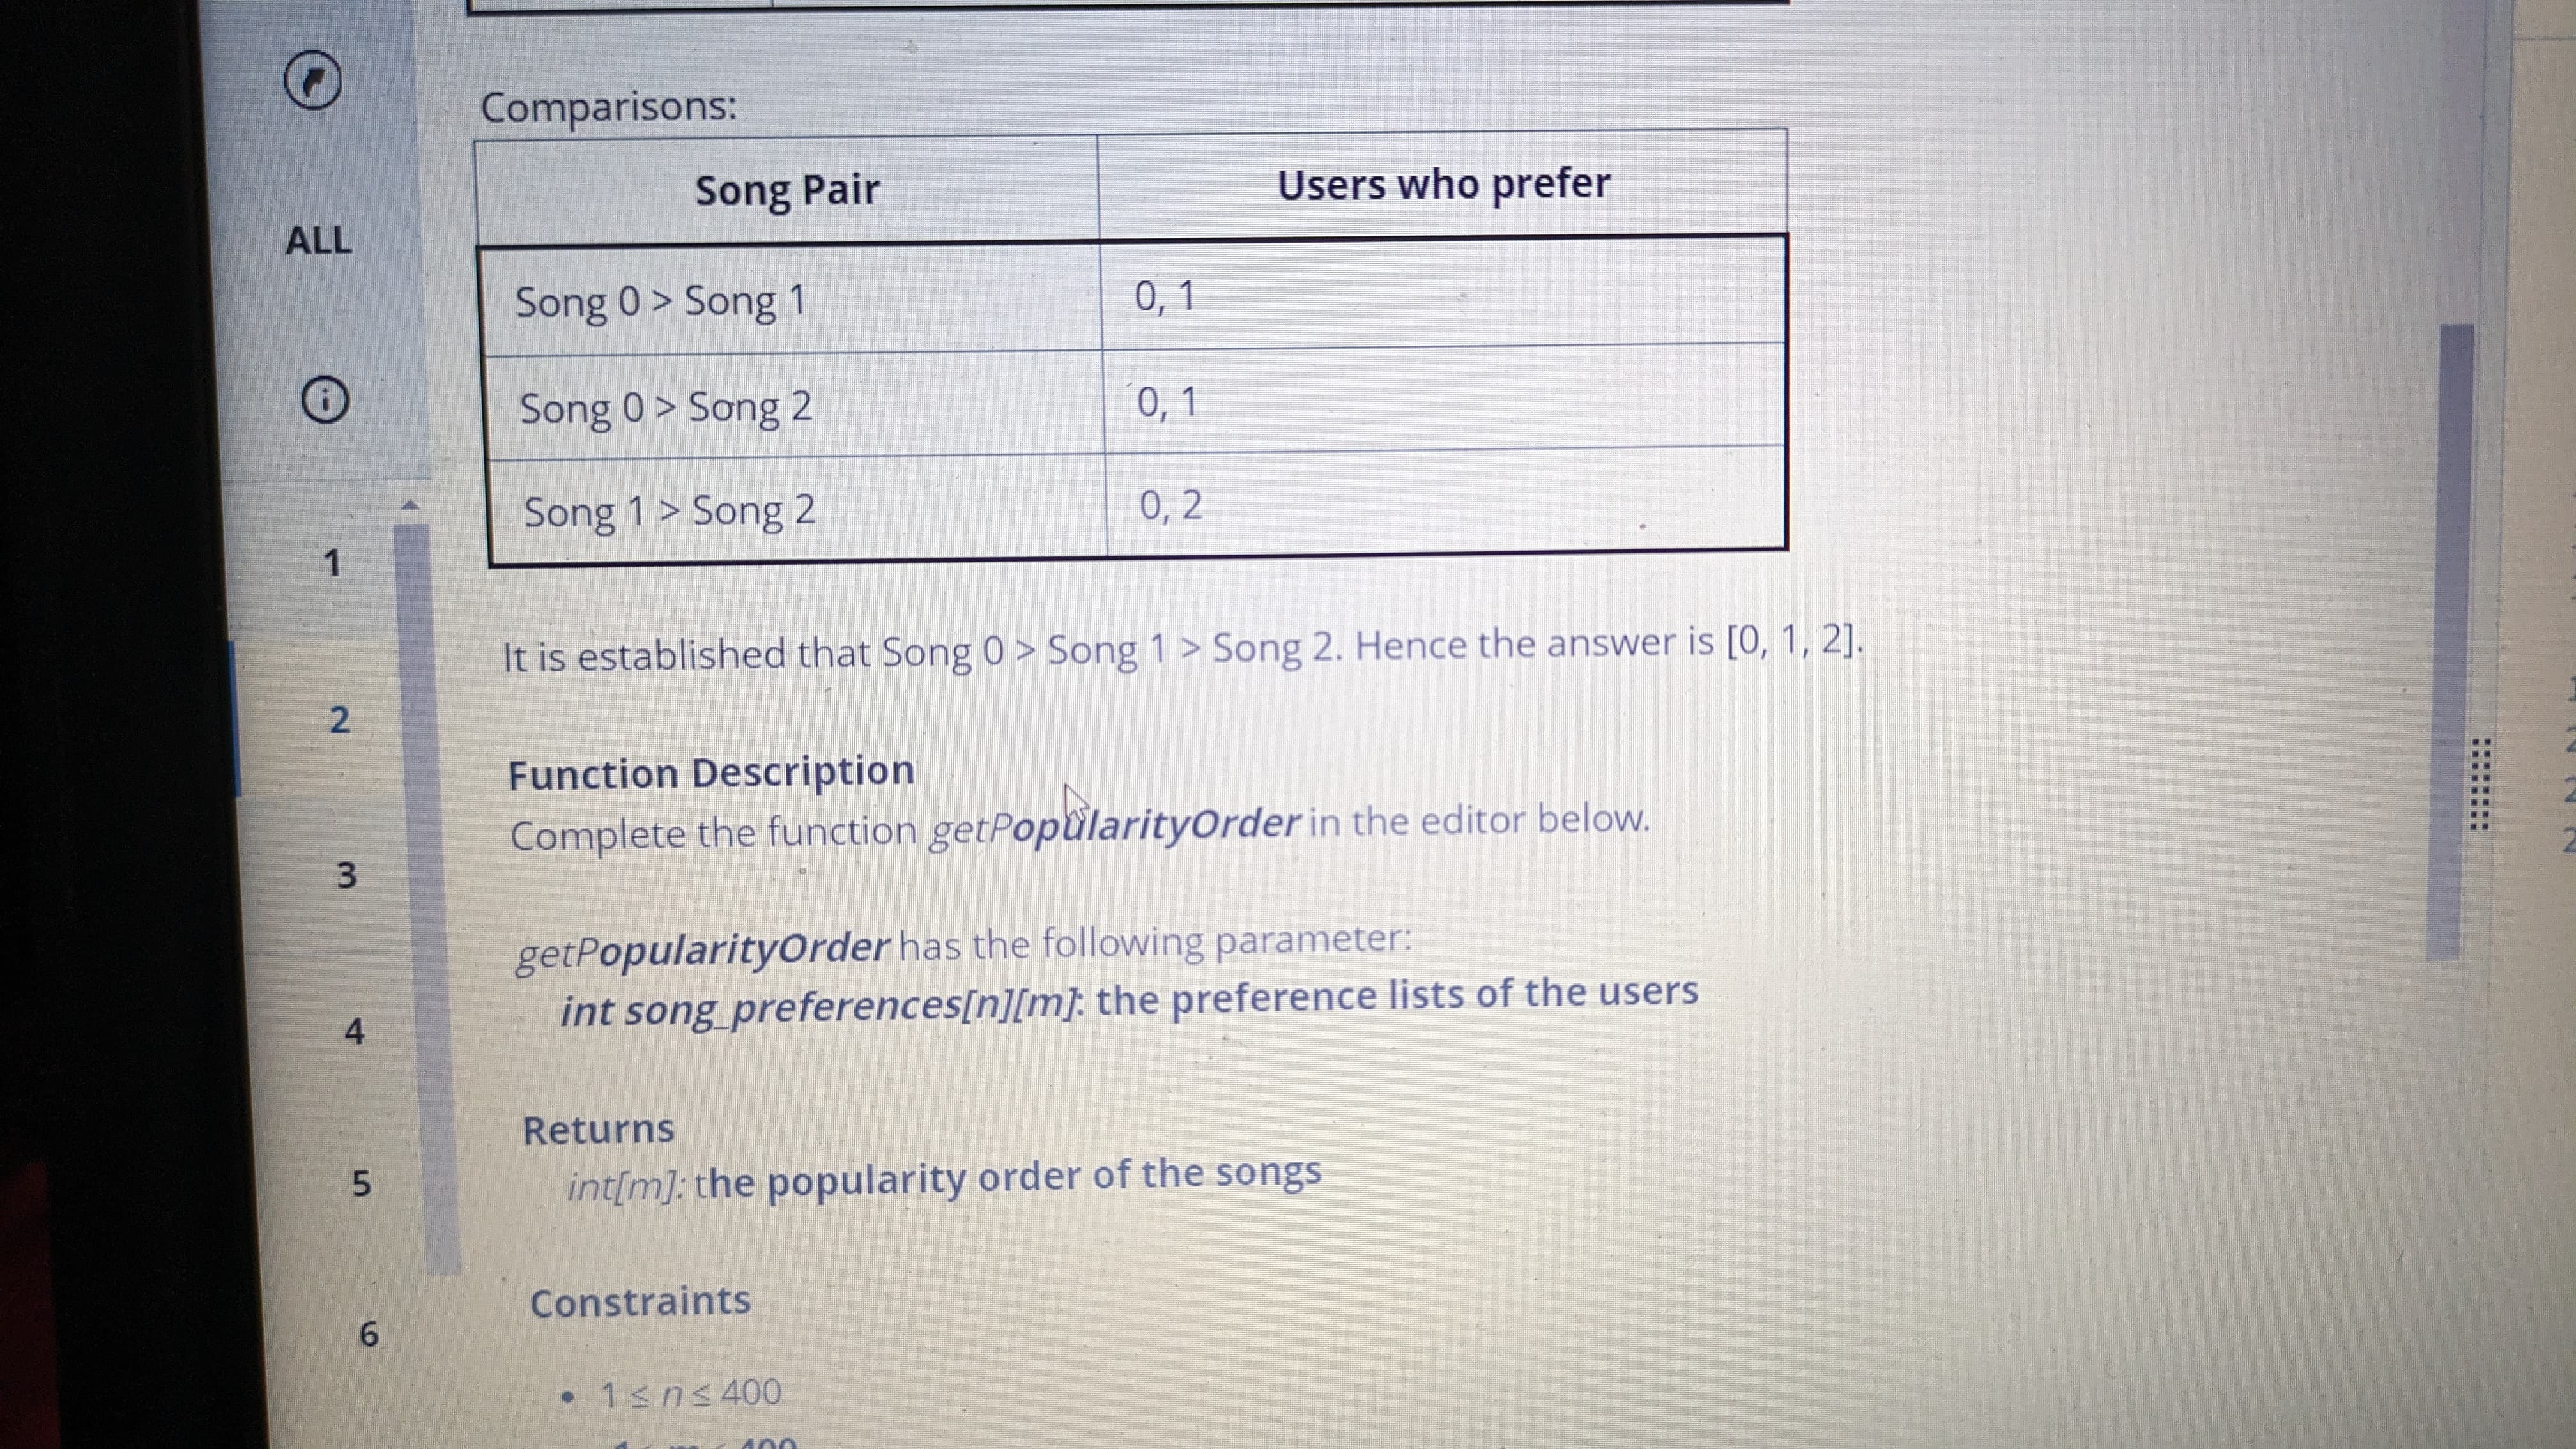 Comparisons:
Song Pair Users who prefer
Song 0 > Song 1 0, 1
Song 0 > Song 2 0, 1
Song 1 > Song 2 0, 2
It is established that Song 0 > Song 1 > Song 2. Hence the answer is [0, 1, 2].
Function Description
Complete the function getPopularityOrder in the editor below.
getPopularityOrder has the following parameter:
int song_preferences[n][m]: the preference lists of the users
Returns
int[m]: the popularity order of the songs
Constraints
• 1 ≤ n ≤ 400
ALL
i
1
2
3
4
5
6